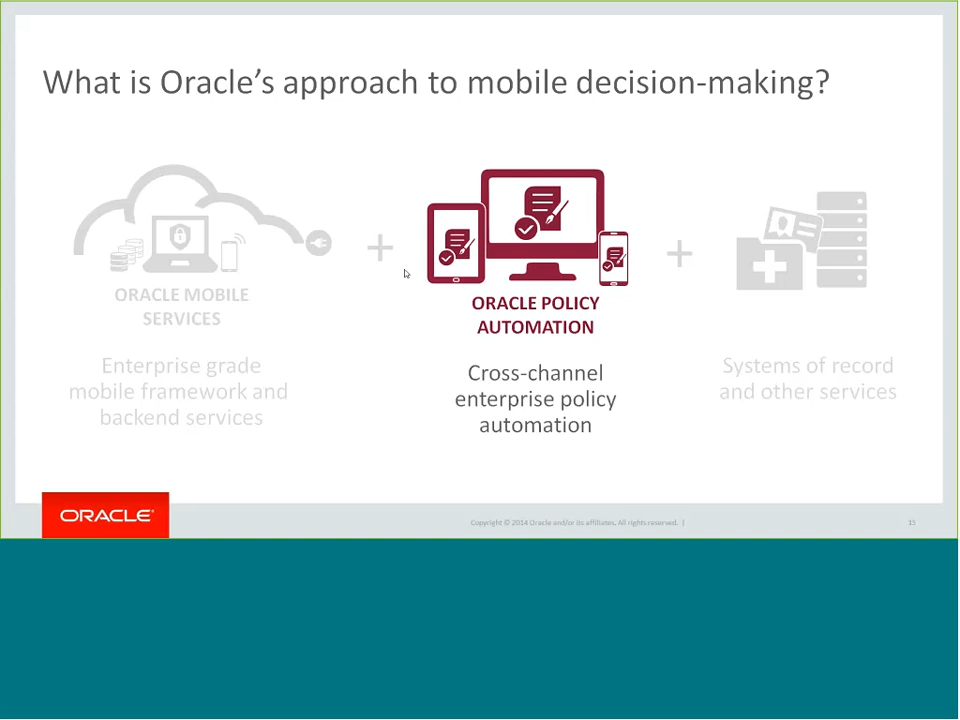 What is Oracle's approach to mobile decision-making?
ORACLE MOBILE
SERVICES
Enterprise grade
mobile framework and
backend services
ORACLE POLICY
AUTOMATION
Cross-channel
enterprise policy
automation
Systems of record
and other services
ORACLE®
Copyright © 2014 Oracle and/or its affiliates. All rights reserved. |
15